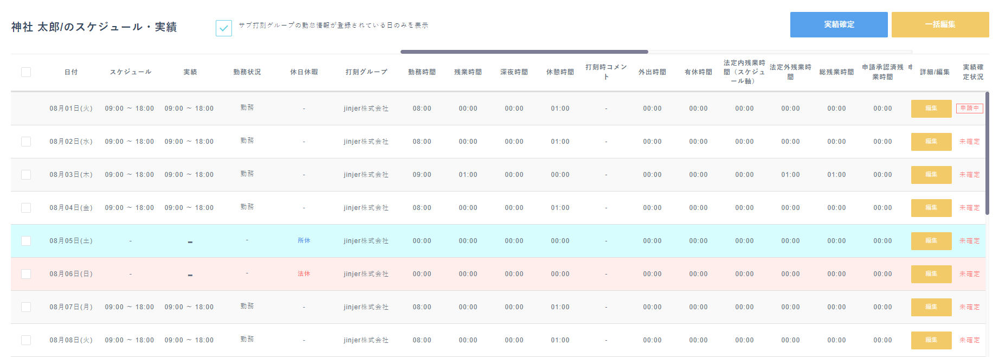 神社 太郎/のスケジュール・実績
サブ打刻グループの勤怠情報が登録されている日のみを表示
実績確定
一括編集
日付 スケジュール 実績 勤務状況 休日休暇 打刻グループ 勤務時間 残業時間 深夜時間 休憩時間 打刻時コメント 外出時間 有休時間 法定内残業時間（スケジュール軸） 法定外残業時間 総残業時間 申請承認済残業時間 申 詳細/編集 実績確定状況
08月01日(火) 09:00 ～ 18:00 09:00 ～ 18:00 勤務 - jinjer株式会社 08:00 00:00 00:00 01:00 - 00:00 00:00 00:00 00:00 00:00 00:00 編集 申請中
08月02日(水) 09:00 ～ 18:00 09:00 ～ 18:00 勤務 - jinjer株式会社 08:00 00:00 00:00 01:00 - 00:00 00:00 00:00 00:00 00:00 00:00 編集 未確定
08月03日(木) 09:00 ～ 18:00 09:00 ～ 18:00 勤務 - jinjer株式会社 09:00 01:00 00:00 00:00 - 00:00 00:00 00:00 01:00 01:00 00:00 編集 未確定
08月04日(金) 09:00 ～ 18:00 09:00 ～ 18:00 勤務 - jinjer株式会社 08:00 00:00 00:00 01:00 - 00:00 00:00 00:00 00:00 00:00 00:00 編集 未確定
08月05日(土) - - - 所休 jinjer株式会社 00:00 00:00 00:00 00:00 - 00:00 00:00 00:00 00:00 00:00 00:00 編集 未確定
08月06日(日) - - - 法休 jinjer株式会社 00:00 00:00 00:00 00:00 - 00:00 00:00 00:00 00:00 00:00 00:00 編集 未確定
08月07日(月) 09:00 ～ 18:00 09:00 ～ 18:00 勤務 - jinjer株式会社 08:00 00:00 00:00 01:00 - 00:00 00:00 00:00 00:00 00:00 00:00 編集 未確定
08月08日(火) 09:00 ～ 18:00 09:00 ～ 18:00 勤務 - jinjer株式会社 08:00 00:00 00:00 01:00 - 00:00 00:00 00:00 00:00 00:00 00:00 編集 未確定